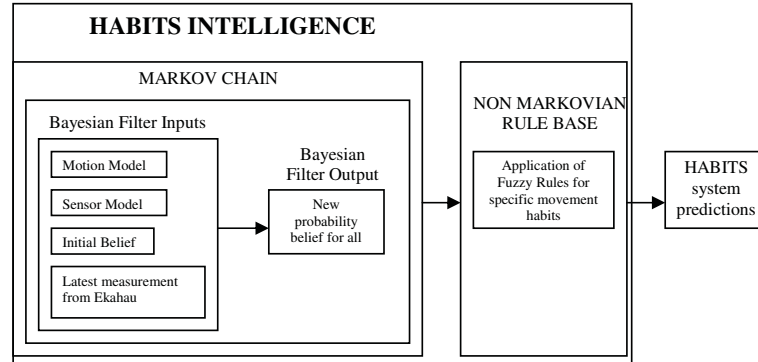 HABITS INTELLIGENCE
MARKOV CHAIN
Bayesian Filter Inputs
Motion Model
Sensor Model
Initial Belief
Latest measurement
from Ekahau
Bayesian
Filter Output
New
probability
belief for all
NON MARKOVIAN
RULE BASE
Application of
Fuzzy Rules for
specific movement
habits
HABITS
system
predictions